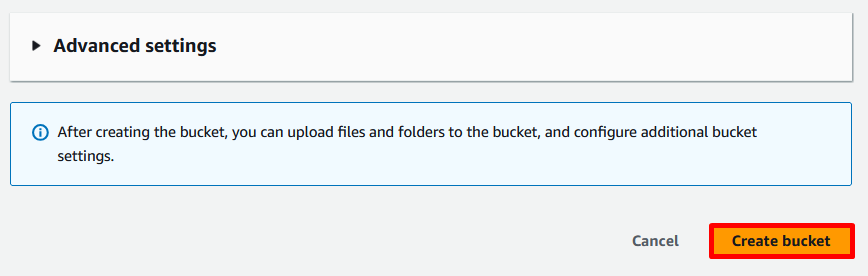 Advanced settings
After creating the bucket, you can upload files and folders to the bucket, and configure additional bucket
settings.
Cancel
Create bucket